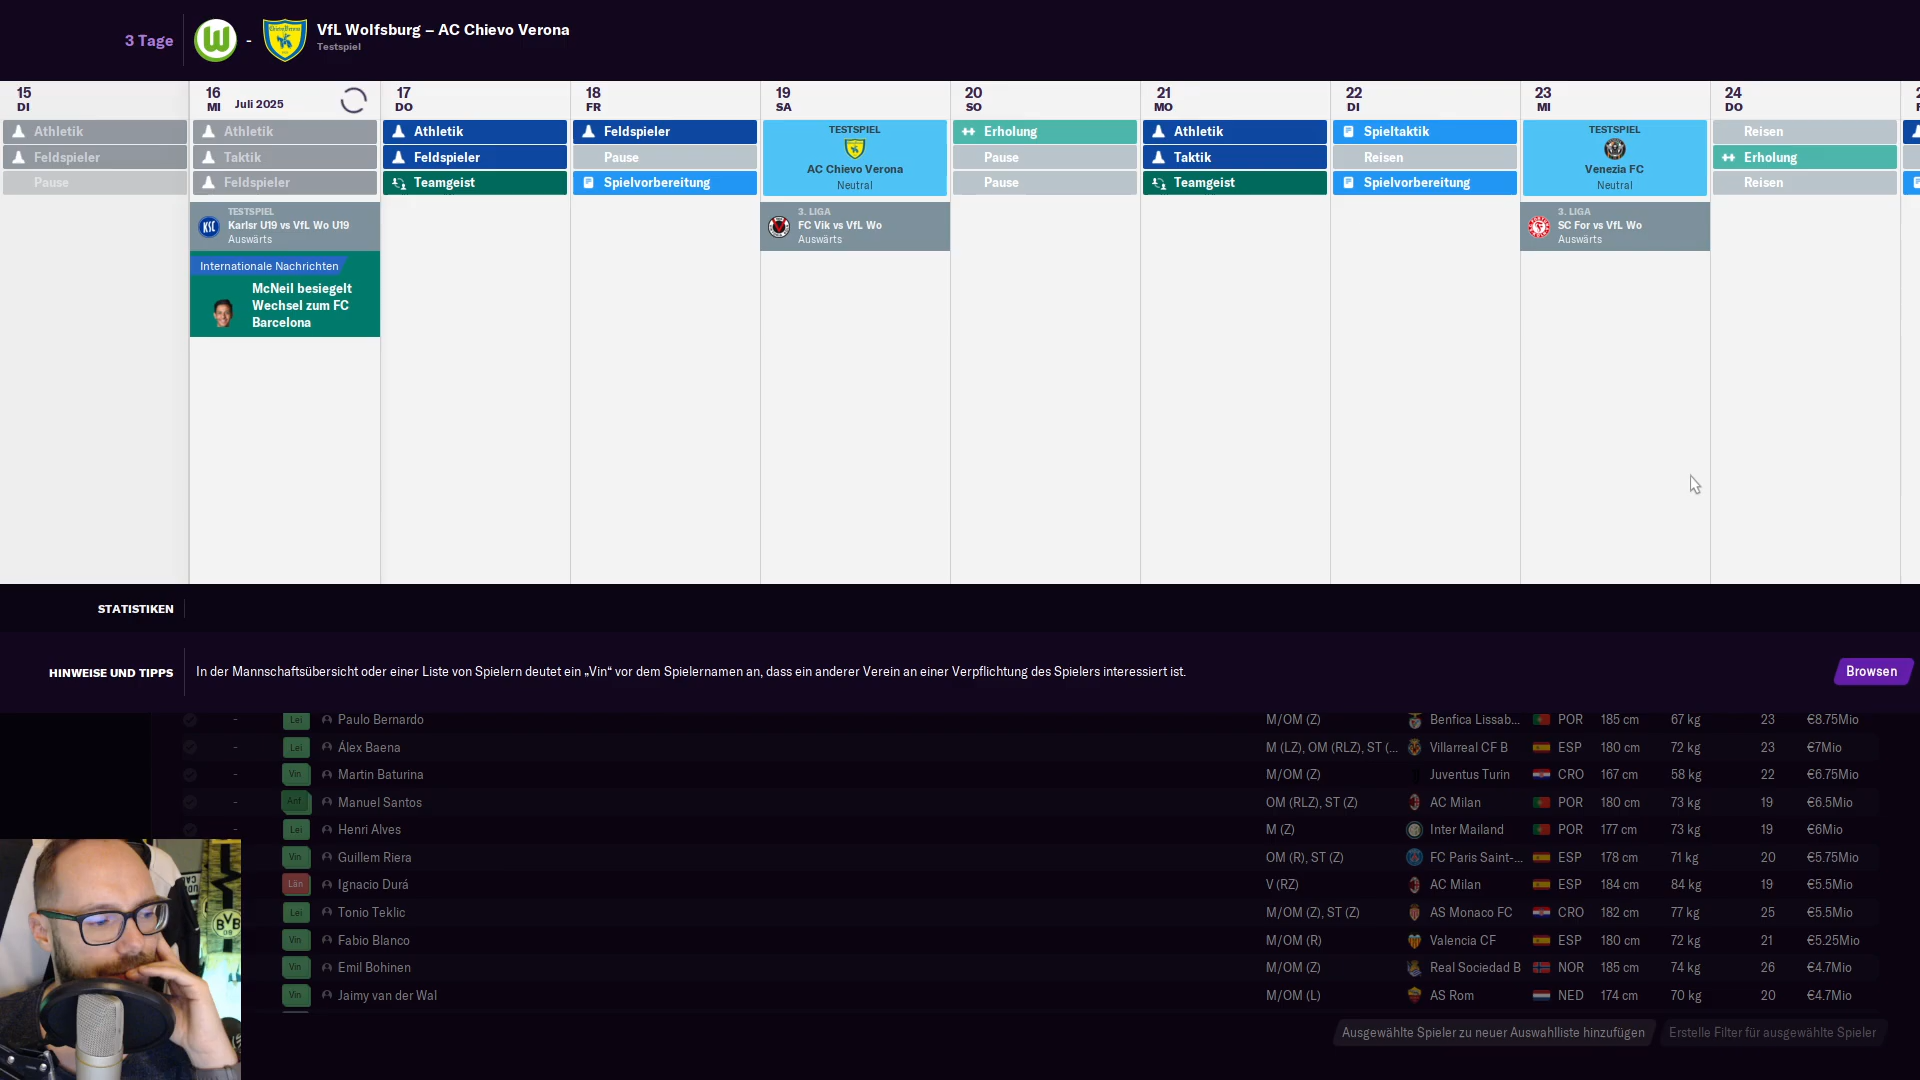 3 Tage
VfL Wolfsburg – AC Chievo Verona
Testspiel
15
DI
Athletik
Feldspieler
Pause
16
MI Juli 2025
Athletik
Taktik
Feldspieler
TESTSPIEL
Karlsr U19 vs VfL Wo U19
Auswärts
Internationale Nachrichten
McNeil besiegelt
Wechsel zum FC
Barcelona
17
DO
Athletik
Feldspieler
Teamgeist
18
FR
Feldspieler
Pause
Spielvorbereitung
19
SA
TESTSPIEL
AC Chievo Verona
Neutral
3. LIGA
FC Vik vs VfL Wo
Auswärts
20
SO
Erholung
Pause
Pause
21
MO
Athletik
Taktik
Teamgeist
22
DI
Spieltaktik
Reisen
Spielvorbereitung
23
MI
TESTSPIEL
Venezia FC
Neutral
3. LIGA
SC For vs VfL Wo
Auswärts
24
DO
Reisen
Erholung
Reisen
STATISTIKEN
HINWEISE UND TIPPS
In der Mannschaftsübersicht oder einer Liste von Spielern deutet ein „Vin“ vor dem Spielernamen an, dass ein anderer Verein an einer Verpflichtung des Spielers interessiert ist.
Browsen
- Lei Paulo Bernardo M/OM (Z) Benfica Lissab... POR 185 cm 67 kg 23 €8.75Mio
- Lei Álex Baena M (LZ), OM (RLZ), ST (... Villarreal CF B ESP 180 cm 72 kg 23 €7Mio
- Vin Martin Baturina M/OM (Z) Juventus Turin CRO 167 cm 58 kg 22 €6.75Mio
- Anf Manuel Santos OM (RLZ), ST (Z) AC Milan POR 180 cm 73 kg 19 €6.5Mio
- Lei Henri Alves M (Z) Inter Mailand POR 177 cm 73 kg 19 €6Mio
Vin Guillem Riera OM (R), ST (Z) FC Paris Saint-... ESP 178 cm 71 kg 20 €5.75Mio
Län Ignacio Durá V (RZ) AC Milan ESP 184 cm 84 kg 19 €5.5Mio
Lei Tonio Teklic M/OM (Z), ST (Z) AS Monaco FC CRO 182 cm 77 kg 25 €5.5Mio
Vin Fabio Blanco M/OM (R) Valencia CF ESP 180 cm 72 kg 21 €5.25Mio
Vin Emil Bohinen M/OM (Z) Real Sociedad B NOR 185 cm 74 kg 26 €4.7Mio
Vin Jaimy van der Wal M/OM (L) AS Rom NED 174 cm 70 kg 20 €4.7Mio
Ausgewählte Spieler zu neuer Auswahlliste hinzufügen
Erstelle Filter für ausgewählte Spieler
KSC
BVB
09